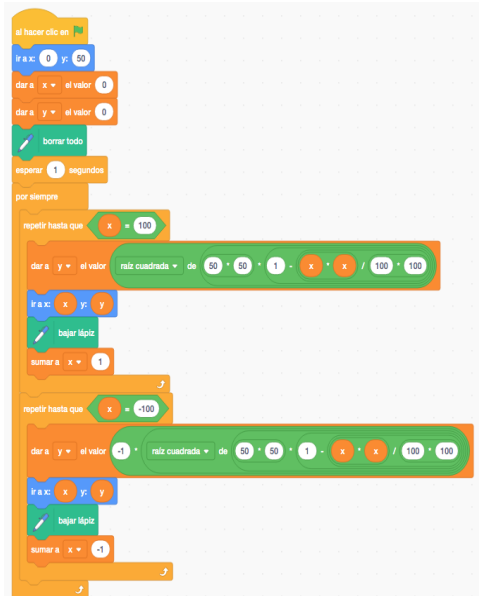 al hacer clic en
ir a x: 0 y: 50
dar a x el valor 0
dar a y el valor 0
borrar todo
esperar 1 segundos
por siempre
repetir hasta que x = 100
dar a y el valor raíz cuadrada de 50 * 50 * 1 - x * x / 100 * 100
ir a x: x y: y
bajar lápiz
sumar a x 1
repetir hasta que x = -100
dar a y el valor -1 * raíz cuadrada de 50 * 50 * 1 - x * x / 100 * 100
ir a x: x y: y
bajar lápiz
sumar a x -1